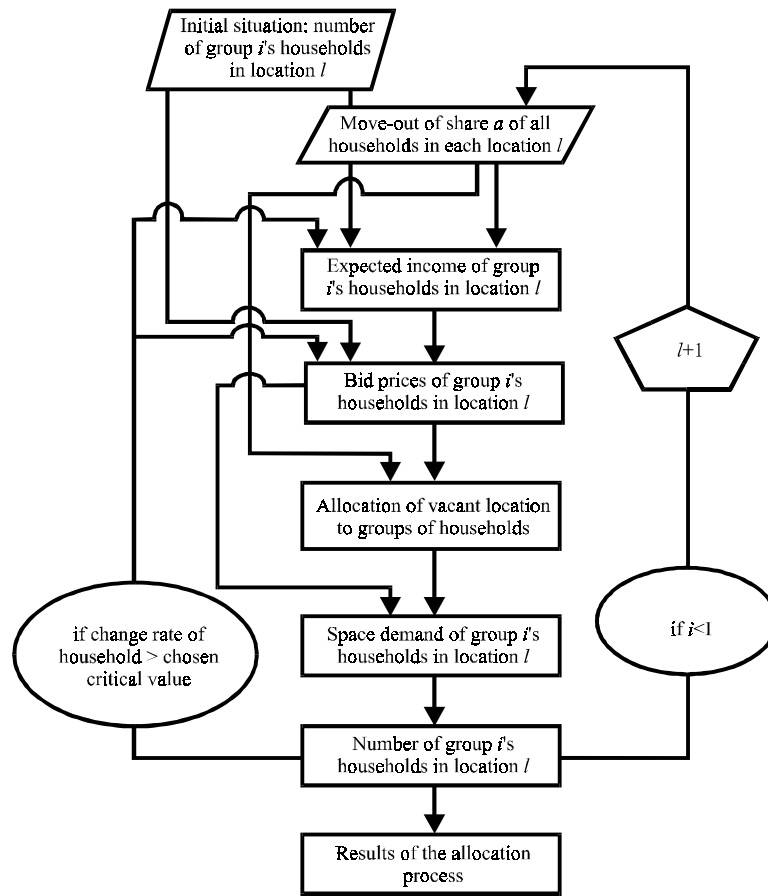 Initial situation: number
of group i's households
in location l
Move-out of share a of all
households in each location l
Expected income of group
i's households in location l
l+1
Bid prices of group i's
households in location l
Allocation of vacant location
to groups of households
if change rate of
household > chosen
critical value
Space demand of group i's
households in location l
if i<I
Number of group i's
households in location l
Results of the allocation
process